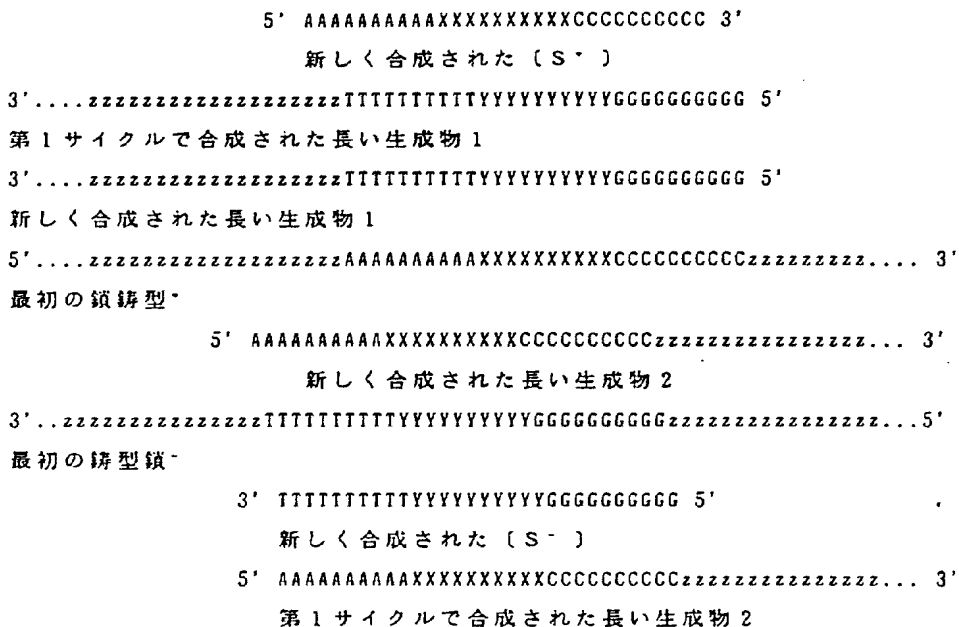 5' AAAAAAAAAAXXXXXXXXXXCCCCCCCCCC 3'
新しく合成された〔S⁺〕
3'....zzzzzzzzzzzzzzzzzzzzTTTTTTTTTTYYYYYYYYYYGGGGGGGGGG 5'
第1サイクルで合成された長い生成物1
3'....zzzzzzzzzzzzzzzzzzzzTTTTTTTTTTYYYYYYYYYYGGGGGGGGGG 5'
新しく合成された長い生成物1
5'....zzzzzzzzzzzzzzzzzzzzAAAAAAAAAAXXXXXXXXXXCCCCCCCCCCzzzzzzzzz.... 3'
最初の鎖鋳型⁺
5' AAAAAAAAAAXXXXXXXXXXCCCCCCCCCCzzzzzzzzzzzzzzzz... 3'
新しく合成された長い生成物2
3'..zzzzzzzzzzzzzzzTTTTTTTTTTYYYYYYYYYYGGGGGGGGGGzzzzzzzzzzzzzzzz...5'
最初の鋳型鎖⁻
3' TTTTTTTTTTYYYYYYYYYYGGGGGGGGGG 5'
新しく合成された〔S⁻〕
5' AAAAAAAAAAXXXXXXXXXXCCCCCCCCCCzzzzzzzzzzzzzzz... 3'
第1サイクルで合成された長い生成物2